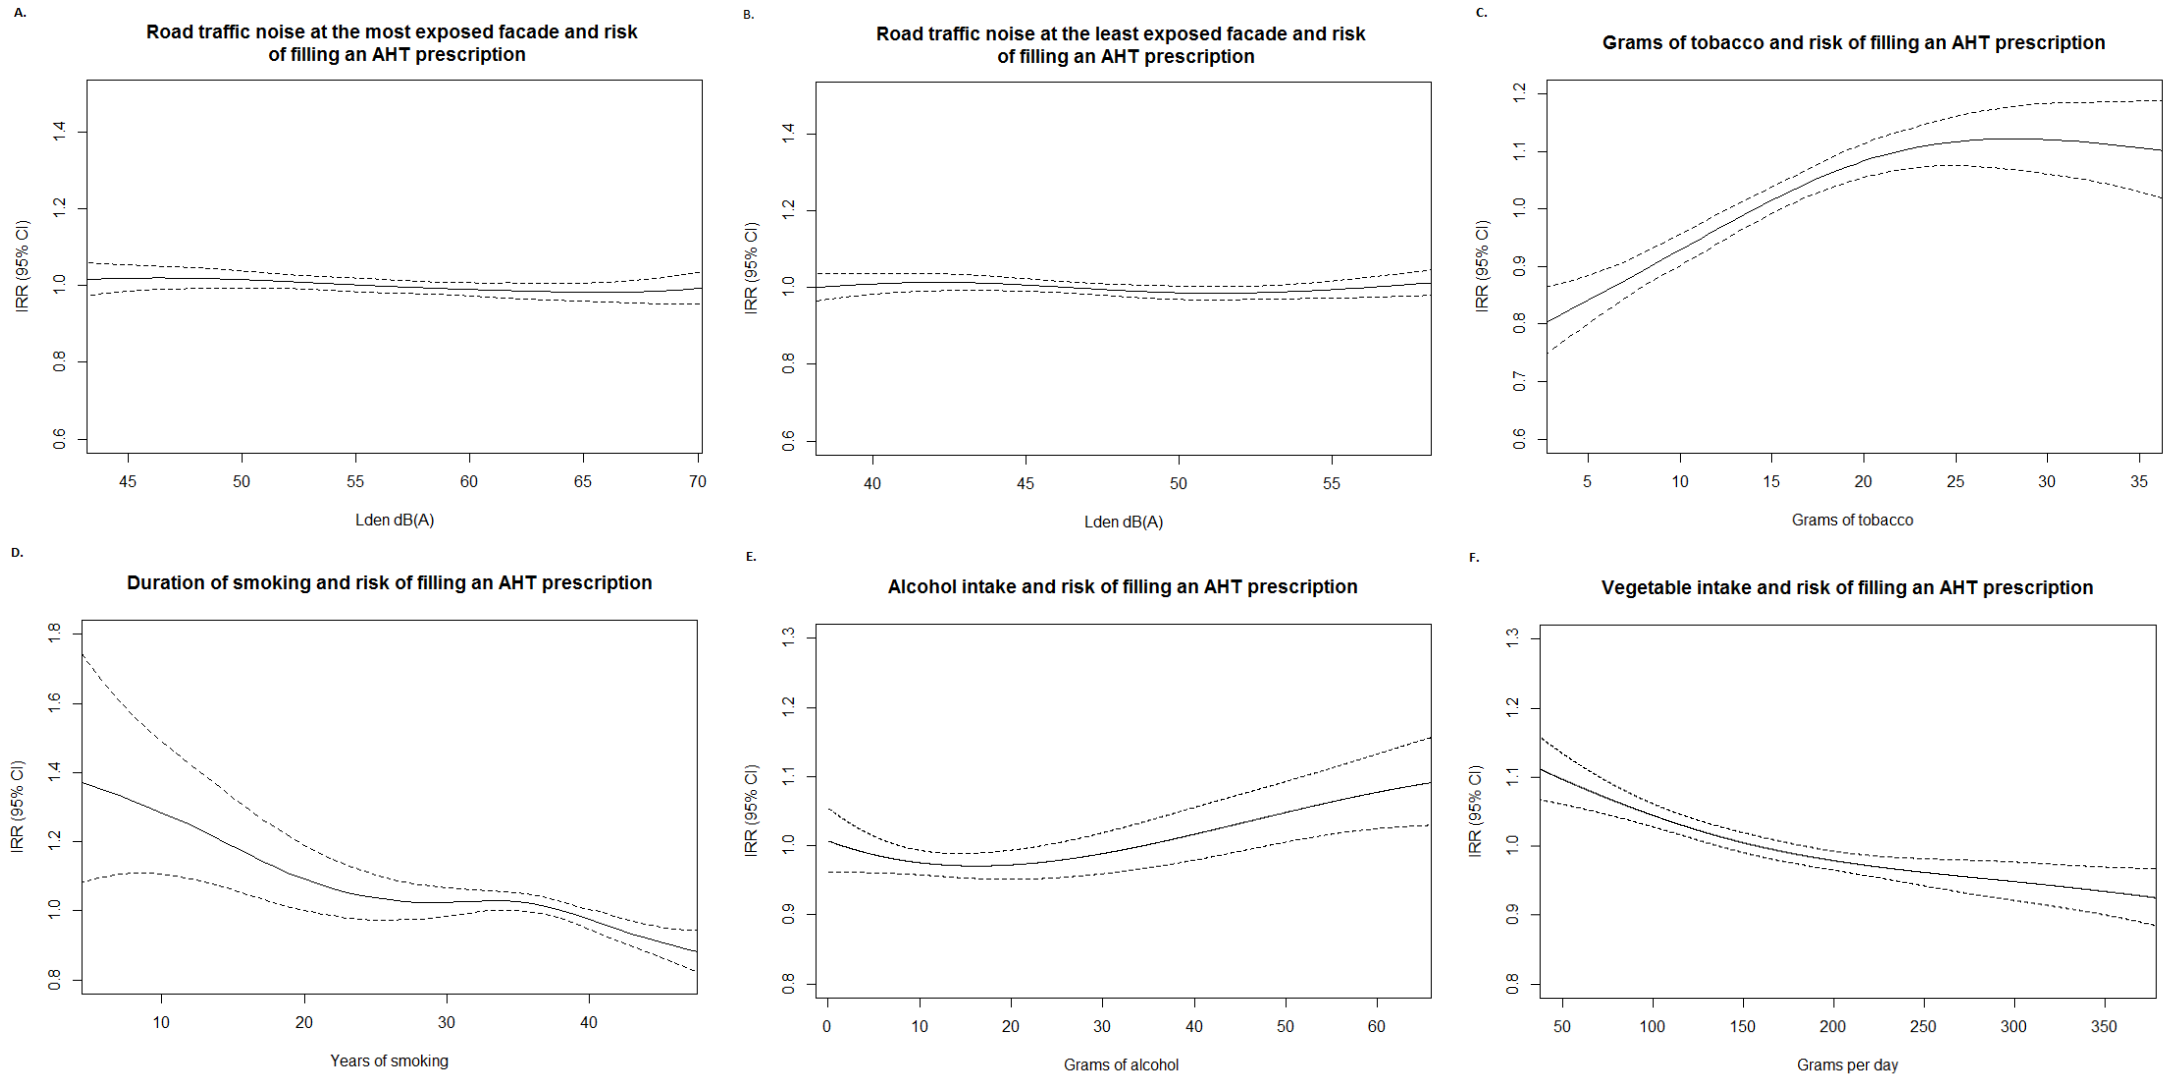 A.
Road traffic noise at the most exposed facade and risk
of filling an AHT prescription
IRR (95% CI)
1.4
1.2
1.0
0.8
0.6
45 50 55 60 65 70
Lden dB(A)
B.
Road traffic noise at the least exposed facade and risk
of filling an AHT prescription
IRR (95% CI)
1.4
1.2
1.0
0.8
0.6
40 45 50 55
Lden dB(A)
C.
Grams of tobacco and risk of filling an AHT prescription
IRR (95% CI)
1.2
1.1
1.0
0.9
0.8
0.7
0.6
5 10 15 20 25 30 35
Grams of tobacco
D.
Duration of smoking and risk of filling an AHT prescription
IRR (95% CI)
1.8
1.6
1.4
1.2
1.0
0.8
10 20 30 40
Years of smoking
E.
Alcohol intake and risk of filling an AHT prescription
IRR (95% CI)
1.3
1.2
1.1
1.0
0.9
0.8
0 10 20 30 40 50 60
Grams of alcohol
F.
Vegetable intake and risk of filling an AHT prescription
IRR (95% CI)
1.3
1.2
1.1
1.0
0.9
0.8
50 100 150 200 250 300 350
Grams per day